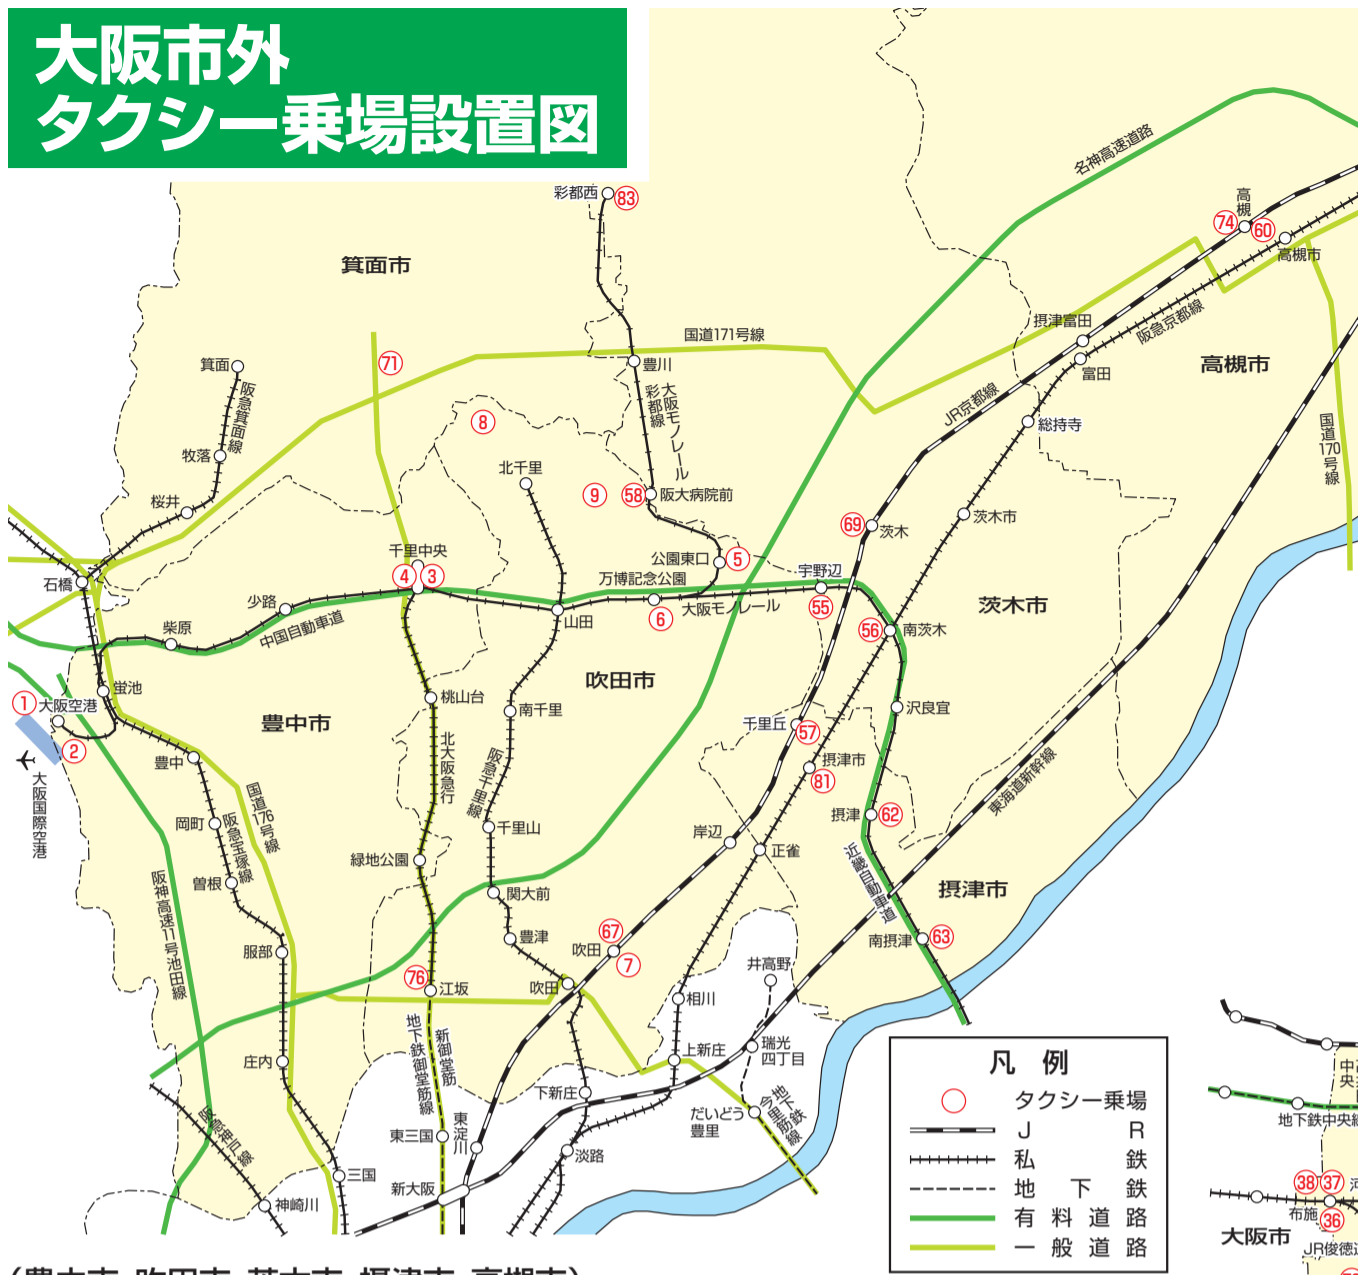 大阪市外
タクシー乗場設置図
彩都西
83
名神高速道路
高槻
74
60
高槻市
箕面市
国道171号線
摂津富田
阪急京都線
高槻市
71
豊川
富田
箕面
阪急箕面線
大阪モノレール
彩都線
JR京都線
8
総持寺
国道170号線
牧落
北千里
9
58
阪大病院前
桜井
69
茨木
茨木市
千里中央
公園東口
5
石橋
4
3
万博記念公園
宇野辺
少路
大阪モノレール
55
茨木市
柴原
中国自動車道
山田
6
56
南茨木
吹田市
蛍池
桃山台
1
大阪空港
南千里
沢良宜
豊中市
千里丘
57
2
豊中
北大阪急行
阪急千里線
摂津市
81
東海道新幹線
大阪国際空港
国道176号線
岡町
阪急宝塚線
千里山
摂津
62
岸辺
正雀
緑地公園
近畿自動車道
曽根
関大前
摂津市
阪神高速11号池田線
服部
豊津
67
吹田
7
南摂津
63
井高野
76
江坂
吹田
相川
地下鉄御堂筋線
新御堂筋
瑞光
四丁目
庄内
上新庄
下新庄
地下鉄
今里筋線
だいどう
豊里
阪急神戸線
東三国
東淀川
淡路
三国
新大阪
神崎川
凡例
タクシー乗場
JR
私鉄
地下鉄
有料道路
一般道路
地下鉄中央線
38
37
布施
36
大阪市